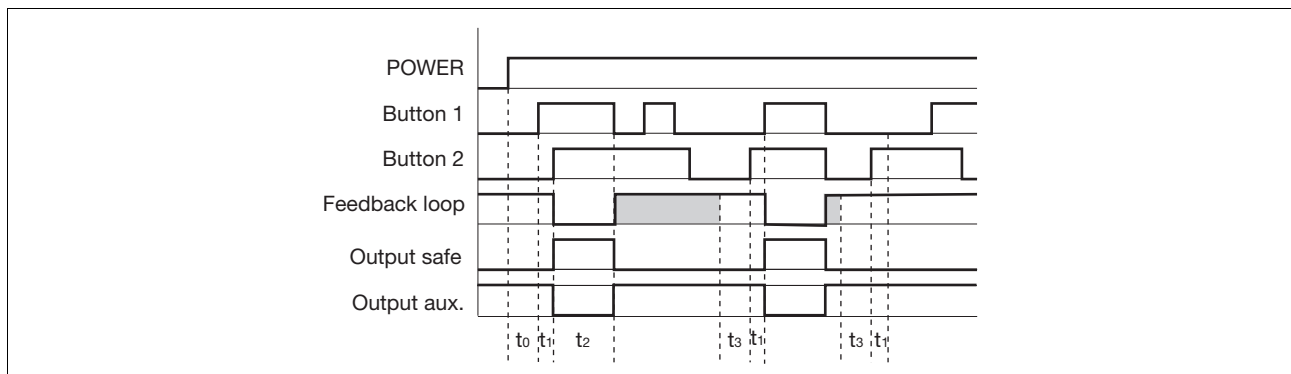 POWER
Button 1
Button 2
Feedback loop
Output safe
Output aux.
t0 t1 t2 t3 t1 t3 t1